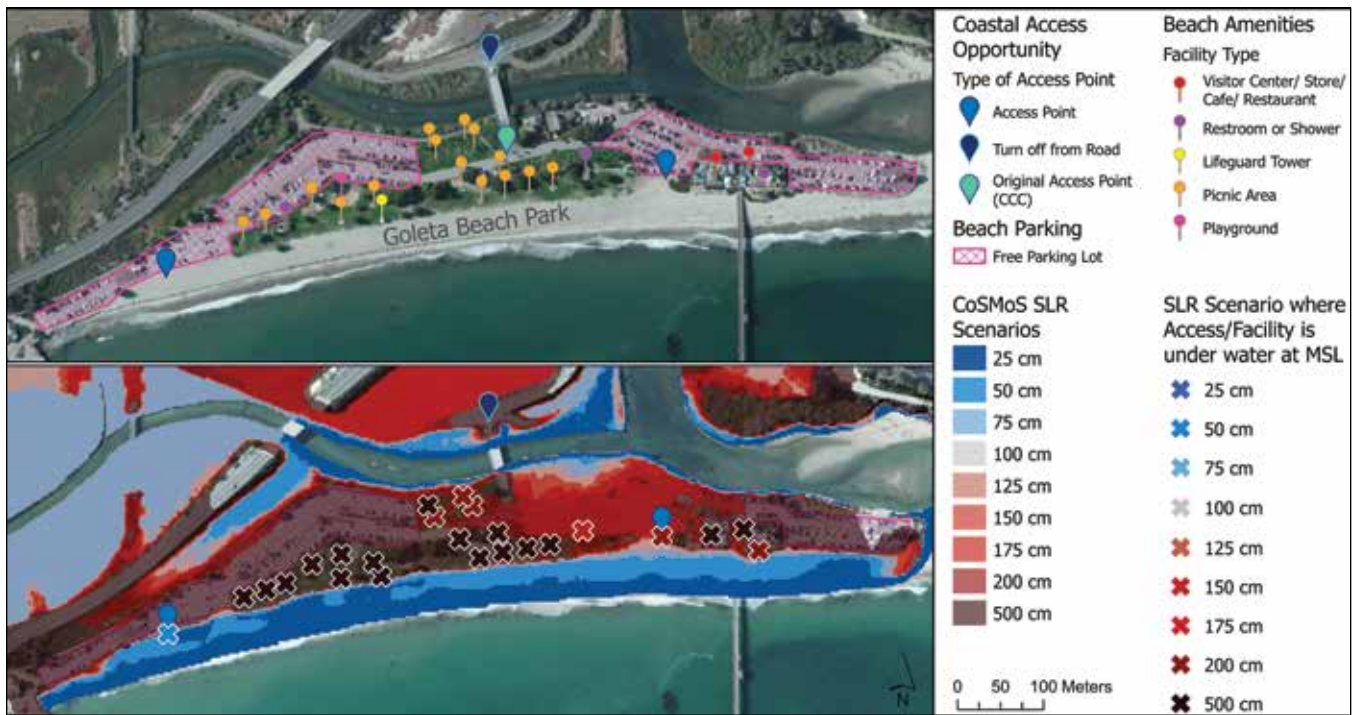 Goleta Beach Park
N
Coastal Access
Opportunity
Type of Access Point
Access Point
Turn off from Road
Original Access Point
(CCC)
Beach Parking
Free Parking Lot
Beach Amenities
Facility Type
Visitor Center/ Store/
Cafe/ Restaurant
Restroom or Shower
Lifeguard Tower
Picnic Area
Playground
CoSMoS SLR
Scenarios
25 cm
50 cm
75 cm
100 cm
125 cm
150 cm
175 cm
200 cm
500 cm
0 50 100 Meters
SLR Scenario where
Access/Facility is
under water at MSL
25 cm
50 cm
75 cm
100 cm
125 cm
150 cm
175 cm
200 cm
500 cm